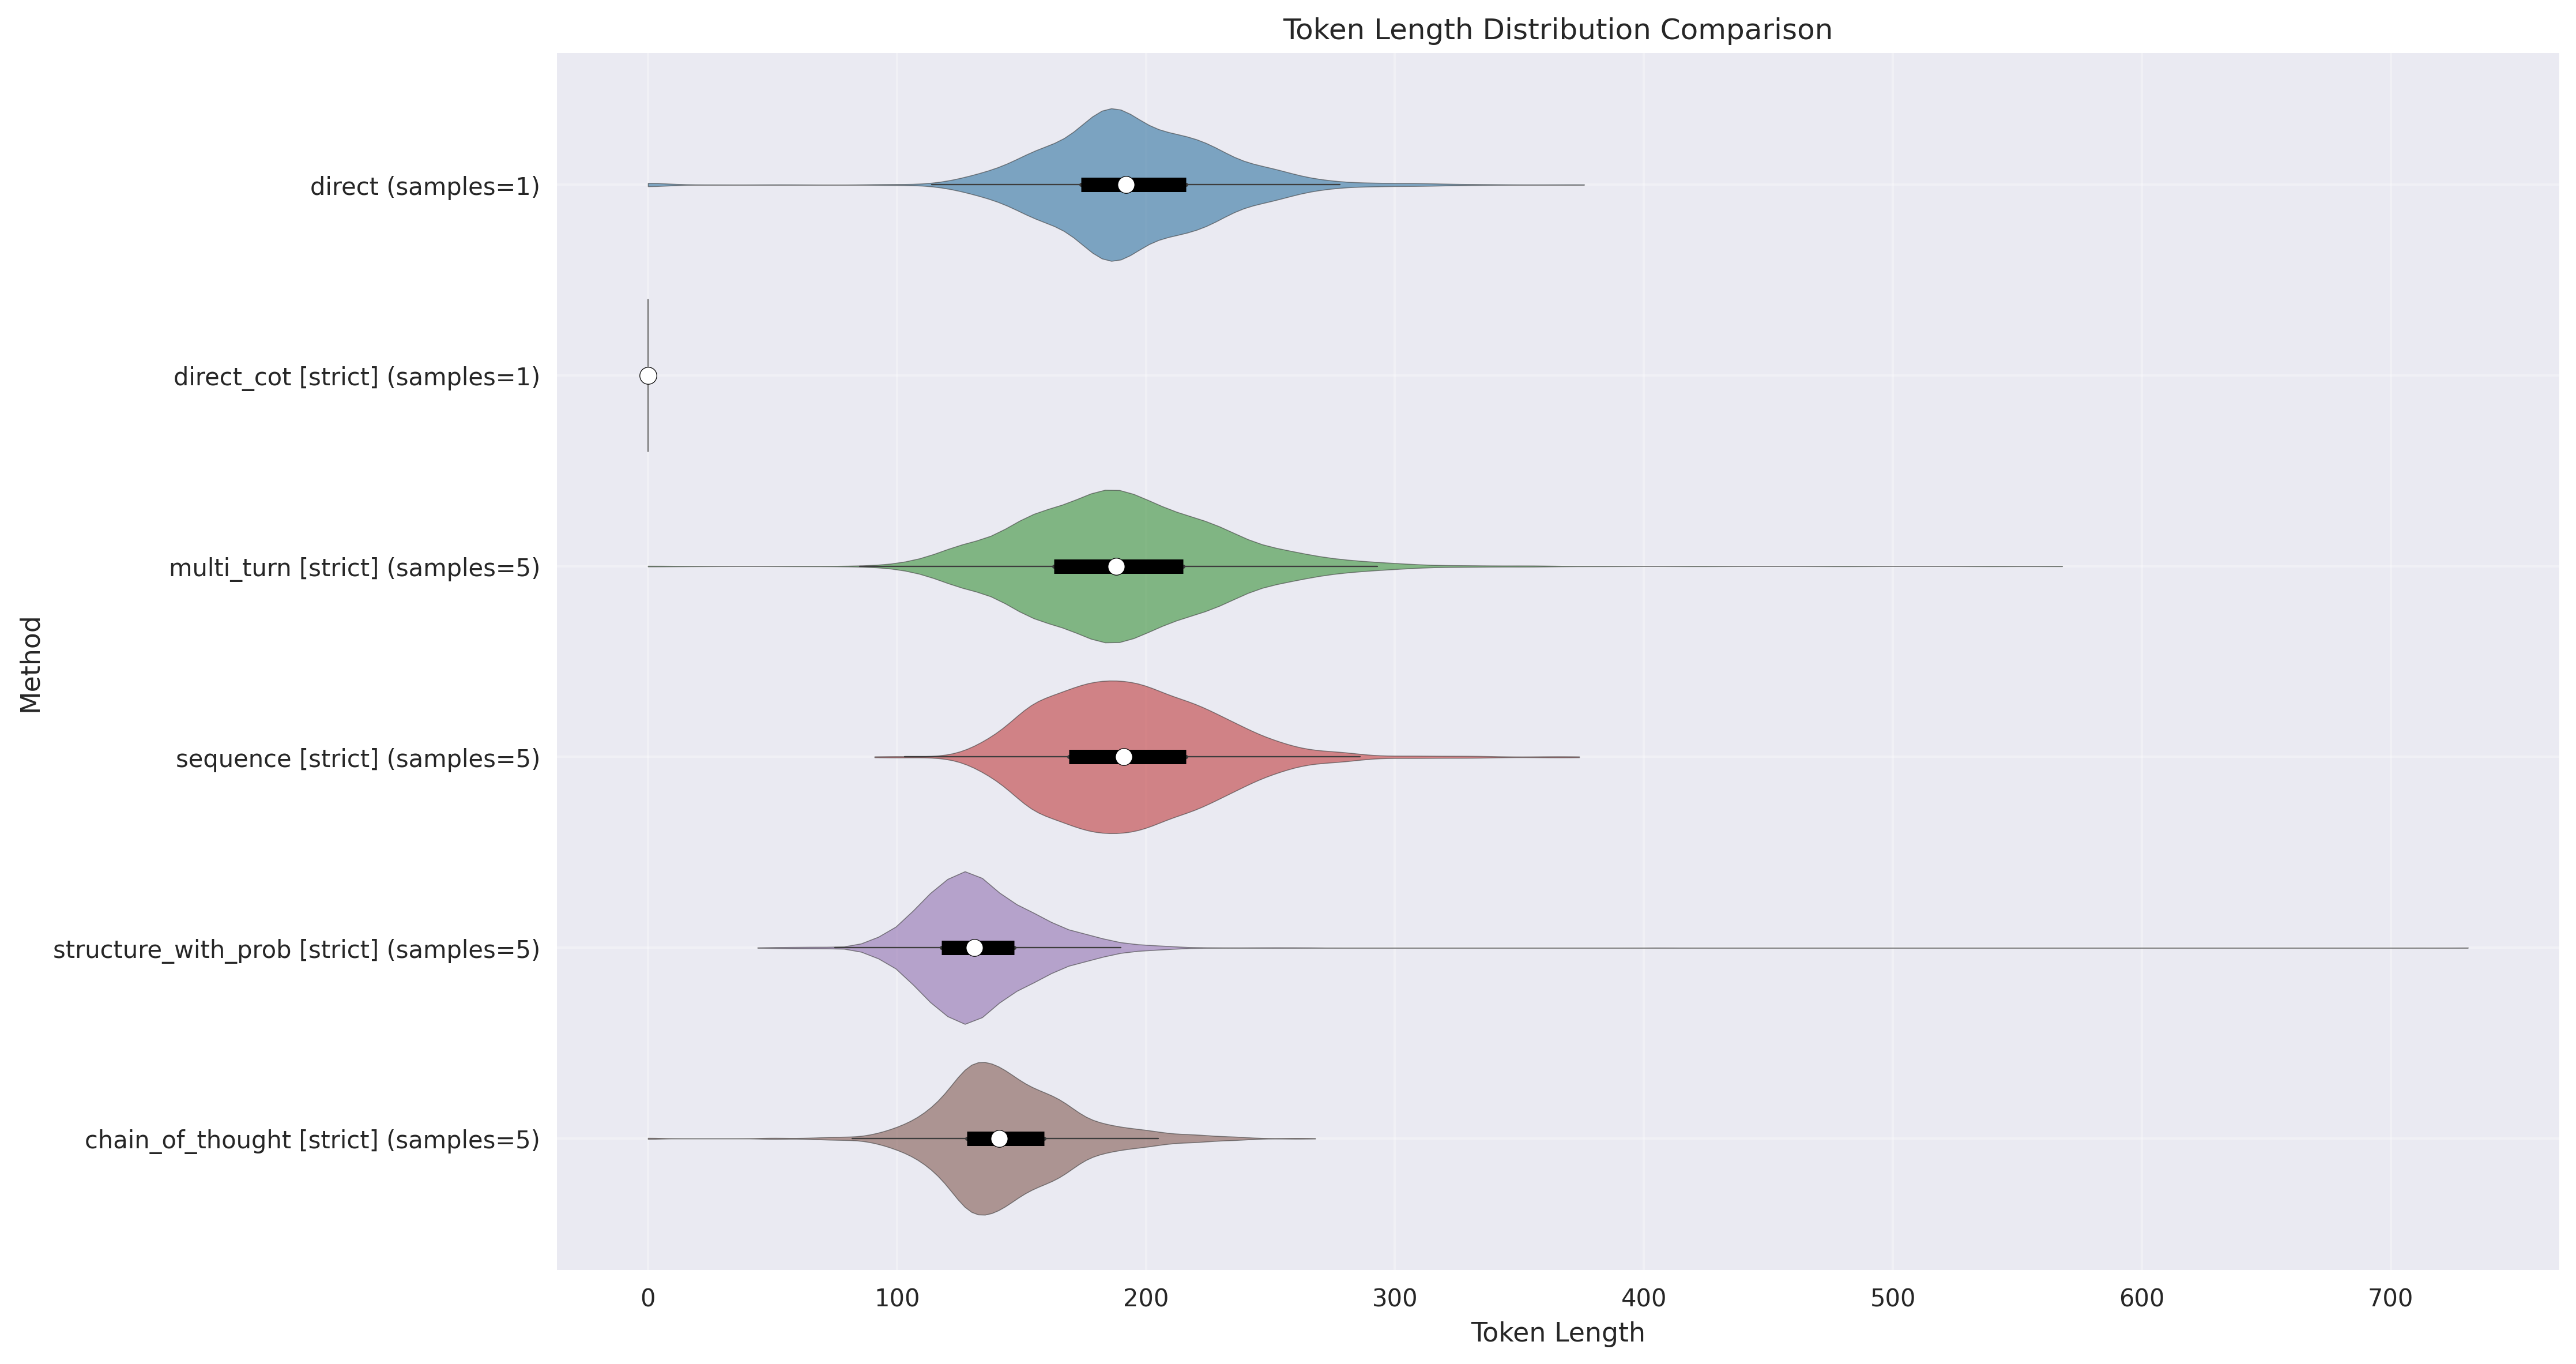 Token Length Distribution Comparison
Method
direct (samples=1)
direct_cot [strict] (samples=1)
multi_turn [strict] (samples=5)
sequence [strict] (samples=5)
structure_with_prob [strict] (samples=5)
chain_of_thought [strict] (samples=5)
0 100 200 300 400 500 600 700
Token Length